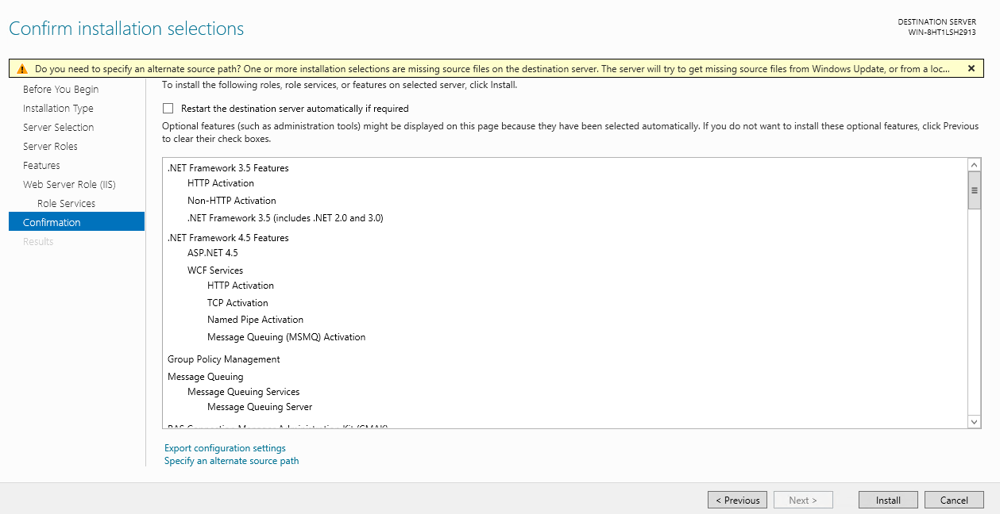 Confirm installation selections
DESTINATION SERVER
WIN-8HT1LSH2913
Do you need to specify an alternate source path? One or more installation selections are missing source files on the destination server. The server will try to get missing source files from Windows Update, or from a loc...
Before You Begin
Installation Type
Server Selection
Server Roles
Features
Web Server Role (IIS)
Role Services
Confirmation
Results
To install the following roles, role services, or features on selected server, click Install.
Restart the destination server automatically if required
Optional features (such as administration tools) might be displayed on this page because they have been selected automatically. If you do not want to install these optional features, click Previous
to clear their check boxes.
.NET Framework 3.5 Features
HTTP Activation
Non-HTTP Activation
.NET Framework 3.5 (includes .NET 2.0 and 3.0)
.NET Framework 4.5 Features
ASP.NET 4.5
WCF Services
HTTP Activation
TCP Activation
Named Pipe Activation
Message Queuing (MSMQ) Activation
Group Policy Management
Message Queuing
Message Queuing Services
Message Queuing Server
RAS Connection Manager Administration Kit (CMAK)
Export configuration settings
Specify an alternate source path
< Previous
Next >
Install
Cancel